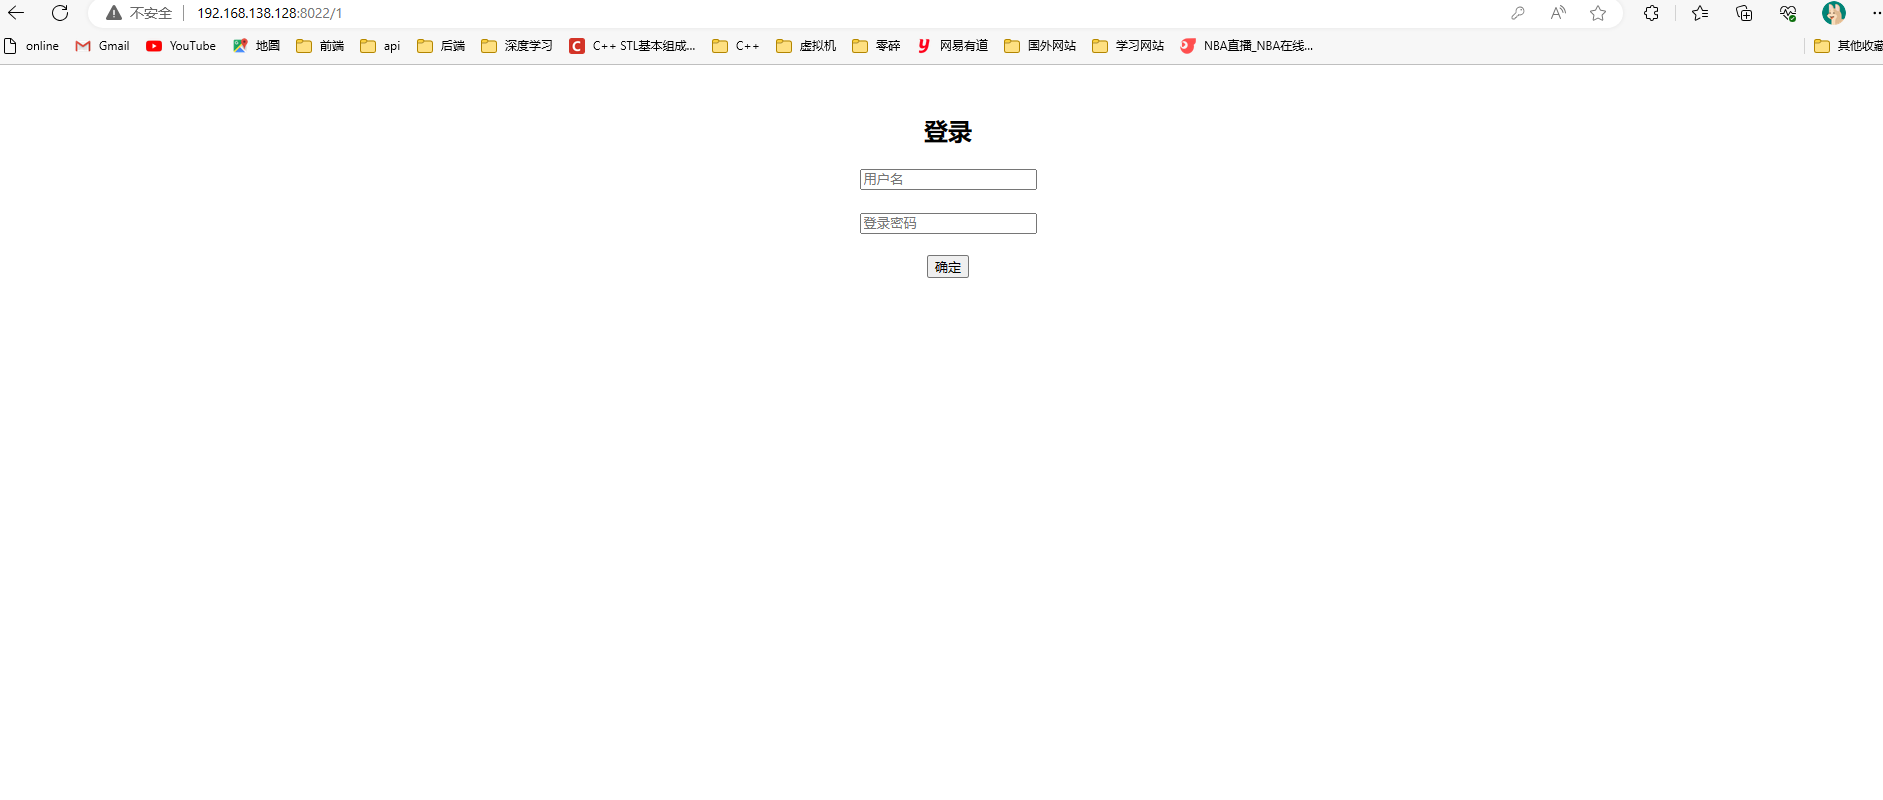 不安全 192.168.138.128:8022/1
online Gmail YouTube 地圖 前端 api 后端 深度学习 C++ STL基本组成... C++ 虚拟机 零碎 网易有道 国外网站 学习网站 NBA直播_NBA在线... 其他收藏
登录
用户名
登录密码
确定